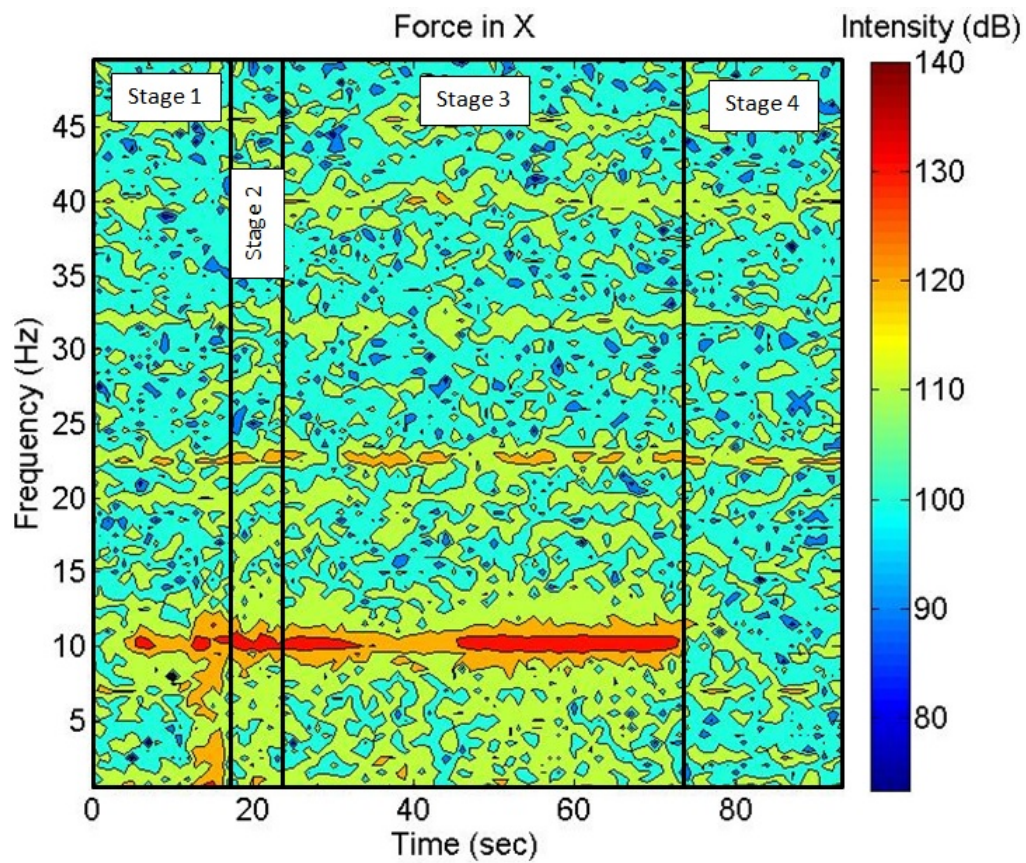 Force in X
Intensity (dB)
Stage 1
Stage 2
Stage 3
Stage 4
45
40
35
30
25
20
15
10
5
Frequency (Hz)
0
20
40
60
80
Time (sec)
140
130
120
110
100
90
80